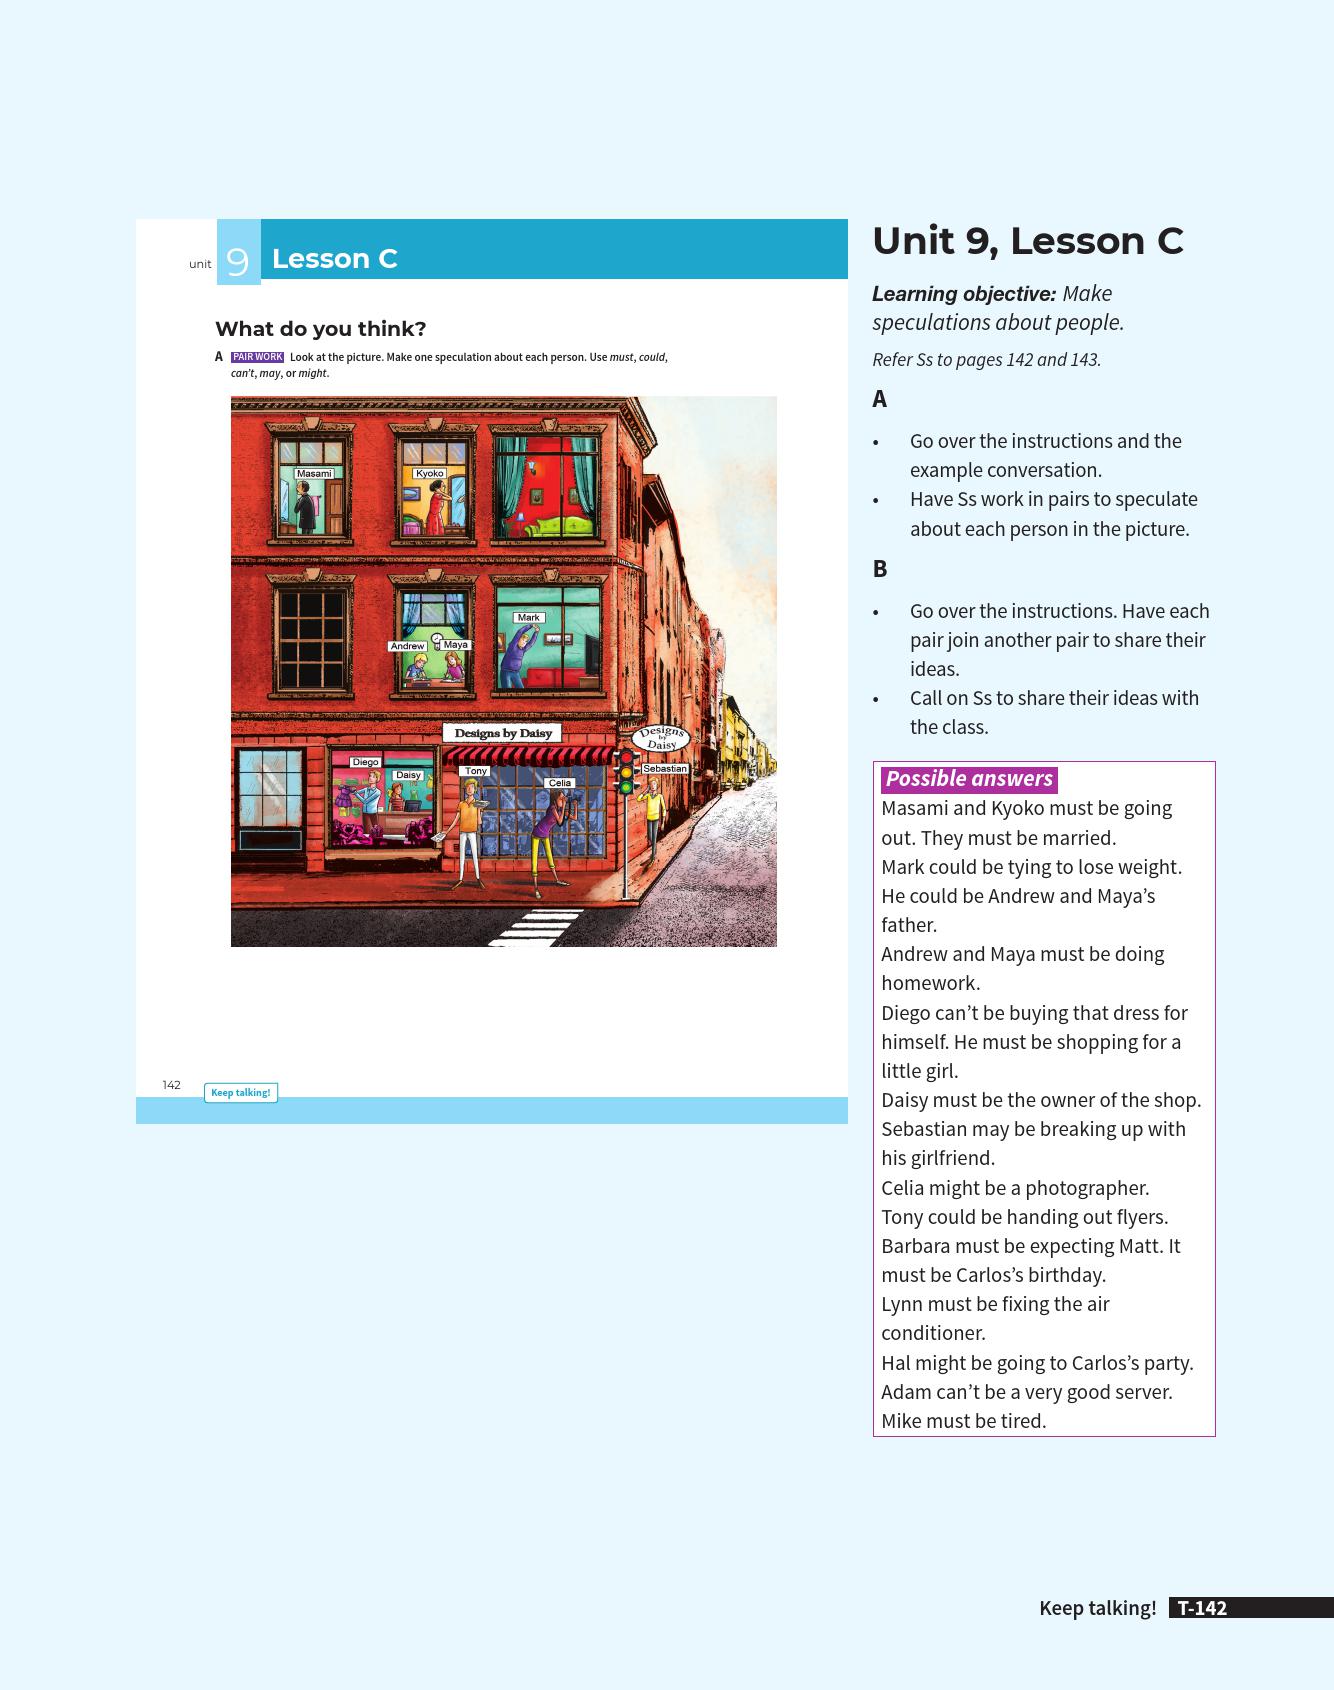 unit 9 Lesson C
What do you think?
A PAIR WORK Look at the picture. Make one speculation about each person. Use must, could,
can't, may, or might.
Masami
Kyoko
Mark
Andrew
Maya
Designs by Daisy
Designs
by
Daisy
Diego
Daisy
Tony
Celia
Sebastian
142
Keep talking!
Unit 9, Lesson C
Learning objective: Make
speculations about people.
Refer Ss to pages 142 and 143.
A
• Go over the instructions and the
example conversation.
• Have Ss work in pairs to speculate
about each person in the picture.
B
• Go over the instructions. Have each
pair join another pair to share their
ideas.
• Call on Ss to share their ideas with
the class.
Possible answers
Masami and Kyoko must be going
out. They must be married.
Mark could be tying to lose weight.
He could be Andrew and Maya’s
father.
Andrew and Maya must be doing
homework.
Diego can’t be buying that dress for
himself. He must be shopping for a
little girl.
Daisy must be the owner of the shop.
Sebastian may be breaking up with
his girlfriend.
Celia might be a photographer.
Tony could be handing out flyers.
Barbara must be expecting Matt. It
must be Carlos’s birthday.
Lynn must be fixing the air
conditioner.
Hal might be going to Carlos’s party.
Adam can’t be a very good server.
Mike must be tired.
Keep talking! T-142